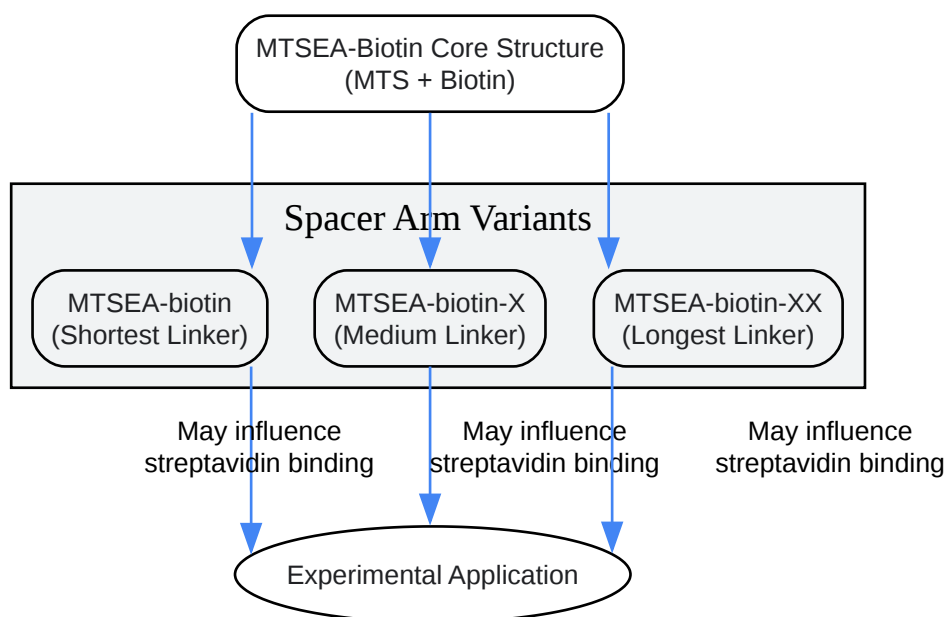 MTSEA-Biotin Core Structure
(MTS + Biotin)
Spacer Arm Variants
MTSEA-biotin
(Shortest Linker)
MTSEA-biotin-X
(Medium Linker)
MTSEA-biotin-XX
(Longest Linker)
May influence
streptavidin binding
May influence
streptavidin binding
May influence
streptavidin binding
Experimental Application